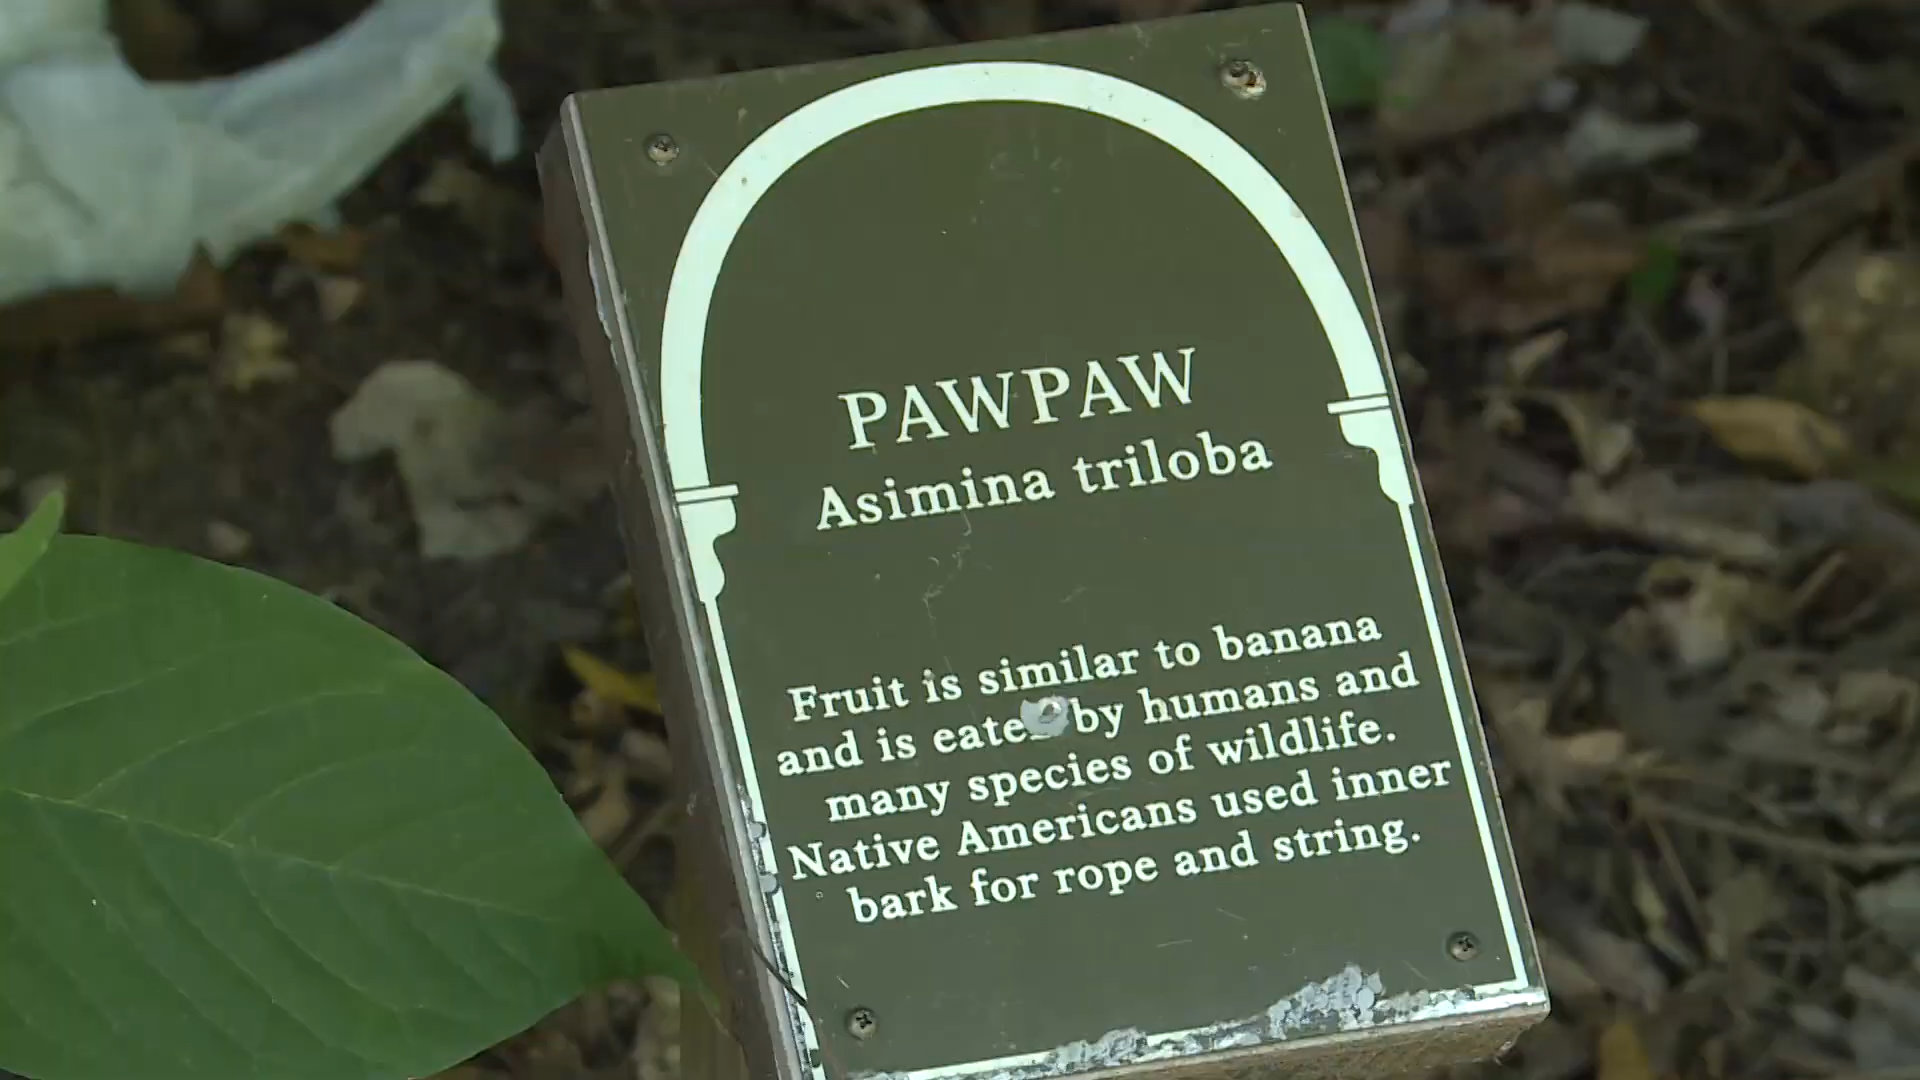 PAWPAW
Asimina triloba
Fruit is similar to banana
and is eaten by humans and
many species of wildlife.
Native Americans used inner
bark for rope and string.